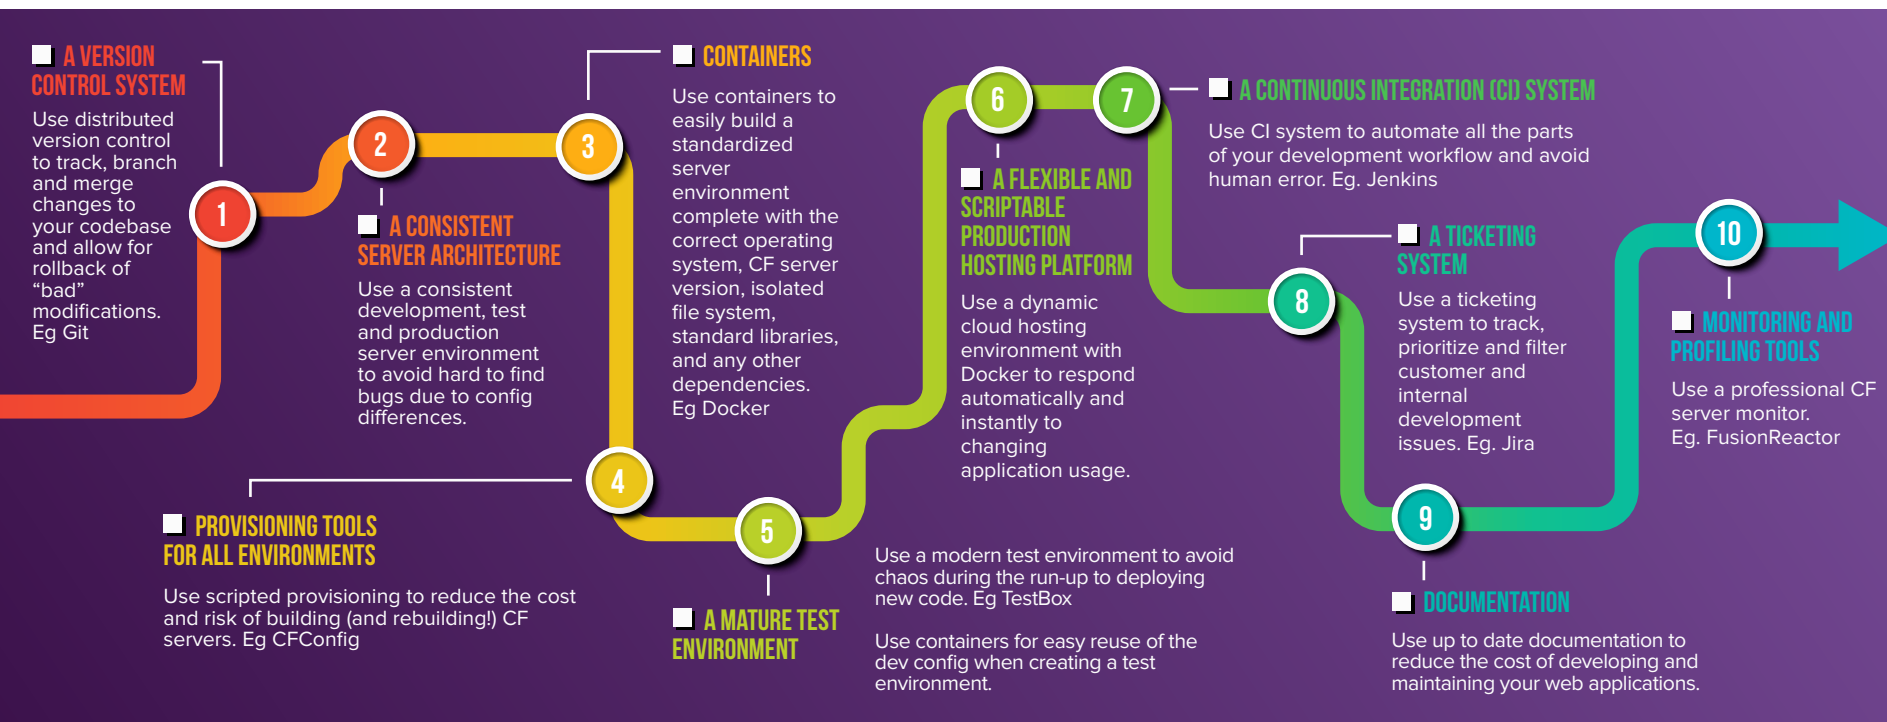 1
A VERSION
CONTROL SYSTEM
Use distributed
version control
to track, branch
and merge
changes to
your codebase
and allow for
rollback of
“bad”
modifications.
Eg Git
2
A CONSISTENT
SERVER ARCHITECTURE
Use a consistent
development, test
and production
server environment
to avoid hard to find
bugs due to config
differences.
3
CONTAINERS
Use containers to
easily build a
standardized
server
environment
complete with the
correct operating
system, CF server
version, isolated
file system,
standard libraries,
and any other
dependencies.
Eg Docker
4
PROVISIONING TOOLS
FOR ALL ENVIRONMENTS
Use scripted provisioning to reduce the cost
and risk of building (and rebuilding!) CF
servers. Eg CFConfig
5
A MATURE TEST
ENVIRONMENT
Use a modern test environment to avoid
chaos during the run-up to deploying
new code. Eg TestBox
Use containers for easy reuse of the
dev config when creating a test
environment.
6
A FLEXIBLE AND
SCRIPTABLE
PRODUCTION
HOSTING PLATFORM
Use a dynamic
cloud hosting
environment with
Docker to respond
automatically and
instantly to
changing
application usage.
7
A CONTINUOUS INTEGRATION (CI) SYSTEM
Use CI system to automate all the parts
of your development workflow and avoid
human error. Eg. Jenkins
8
A TICKETING
SYSTEM
Use a ticketing
system to track,
prioritize and filter
customer and
internal
development
issues. Eg. Jira
9
DOCUMENTATION
Use up to date documentation to
reduce the cost of developing and
maintaining your web applications.
10
MONITORING AND
PROFILING TOOLS
Use a professional CF
server monitor.
Eg. FusionReactor